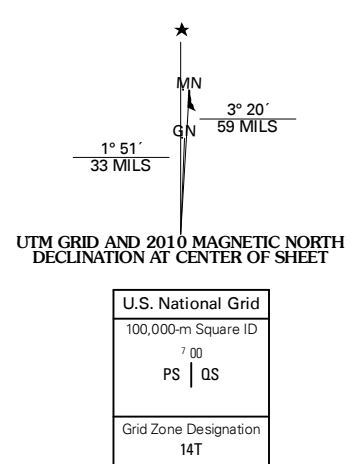 ★
MN
3° 20´
59 MILS
GN
1° 51´
33 MILS
UTM GRID AND 2010 MAGNETIC NORTH
DECLINATION AT CENTER OF SHEET
U.S. National Grid
100,000-m Square ID
7 00
PS | QS
Grid Zone Designation
14T